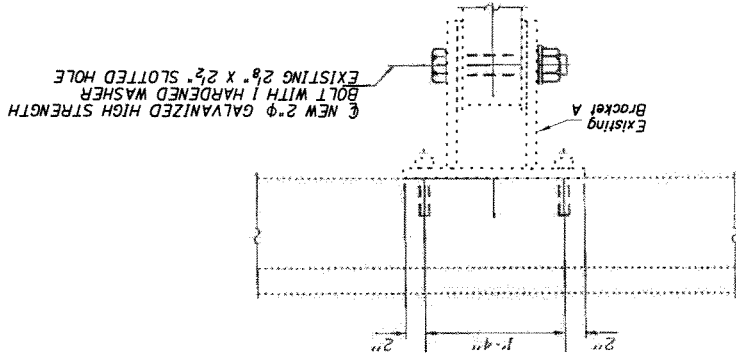 Existing
Bracket A
℄ NEW 2"ϕ GALVANIZED HIGH STRENGTH
BOLT WITH 1 HARDENED WASHER
EXISTING 2⅛" X 2½" SLOTTED HOLE
2" 1'-4" 2"